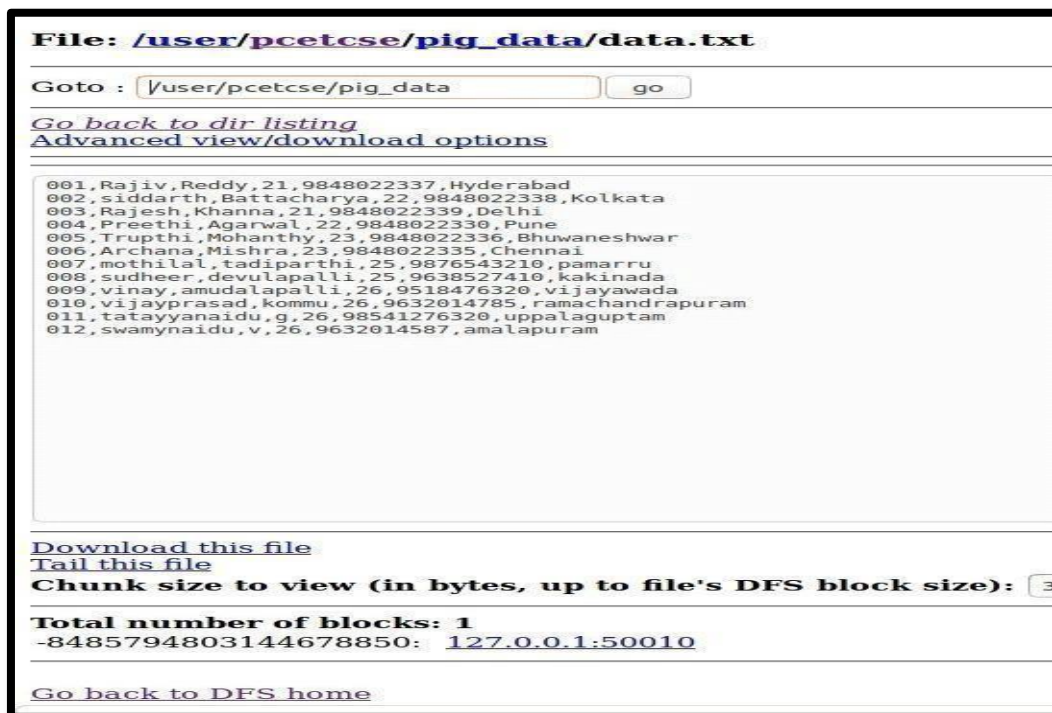 File: /user/pcetcse/pig_data/data.txt
Goto : /user/pcetcse/pig_data go
Go back to dir listing
Advanced view/download options
001,Rajiv,Reddy,21,9848022337,Hyderabad
002,siddarth,Battacharya,22,9848022338,Kolkata
003,Rajesh,Khanna,21,9848022339,Delhi
004,Preethi,Agarwal,22,9848022330,Pune
005,Trupthi,Mohanthy,23,9848022336,Bhuwaneshwar
006,Archana,Mishra,23,9848022335,Chennai
007,mothilal,tadiparthi,25,9876543210,pamarru
008,sudheer,devulapalli,25,9638527410,kakinada
009,vinay,amudalapalli,26,9518476320,vijayawada
010,vijayprasad,kommu,26,9632014785,ramachandrapuram
011,tatayyanaidu,g,26,98541276320,uppalaguptam
012,swamynaidu,v,26,9632014587,amalapuram
Download this file
Tail this file
Chunk size to view (in bytes, up to file's DFS block size):
Total number of blocks: 1
-8485794803144678850: 127.0.0.1:50010
Go back to DFS home